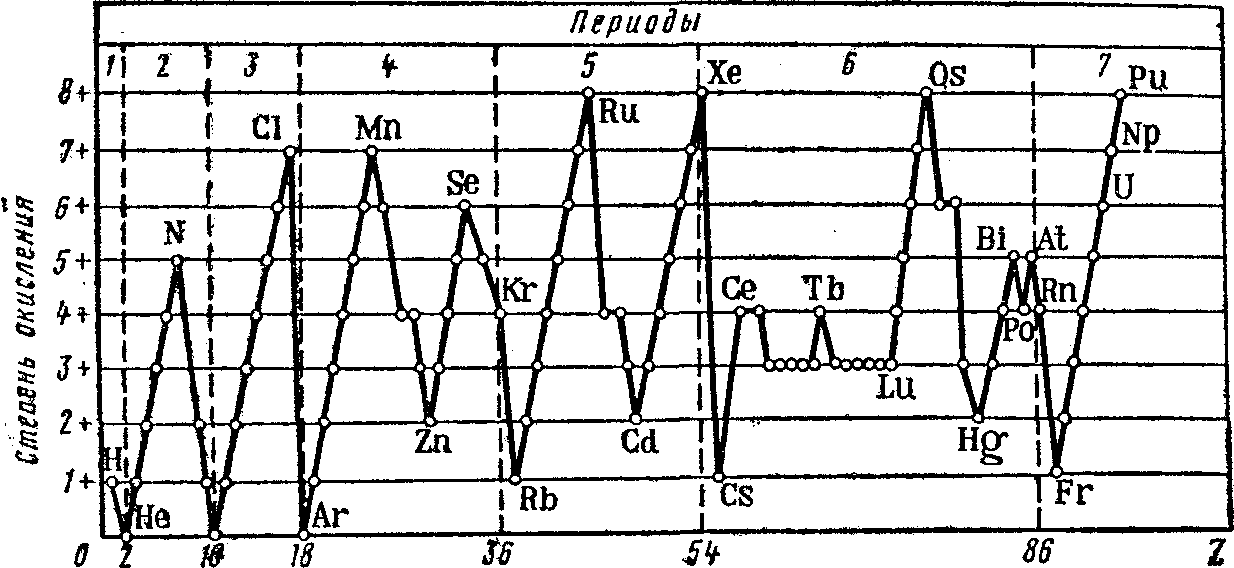 Периоды
1 2 3 4 5 6 7
8+ Xe Os Pu
Ru
7+ Cl Mn Np
6+ Se U
5+ N Bi At
4+ Kr Ce Tb Po Rn
3+ Lu
2+ Zn Cd Hg
1+ H Rb Cs Fr
He Ar
0 2 18 36 54 86 Z
Степень окисления